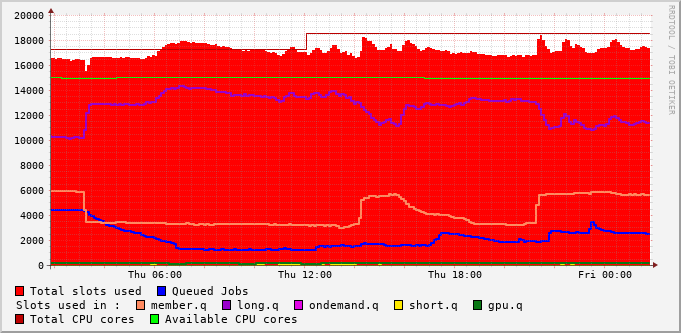 20000
18000
16000
14000
12000
10000
8000
6000
4000
2000
0
Thu 06:00 Thu 12:00 Thu 18:00 Fri 00:00
Total slots used Queued Jobs
Slots used in : member.q long.q ondemand.q short.q gpu.q
Total CPU cores Available CPU cores
RRDTOOL / TOBI OETIKER